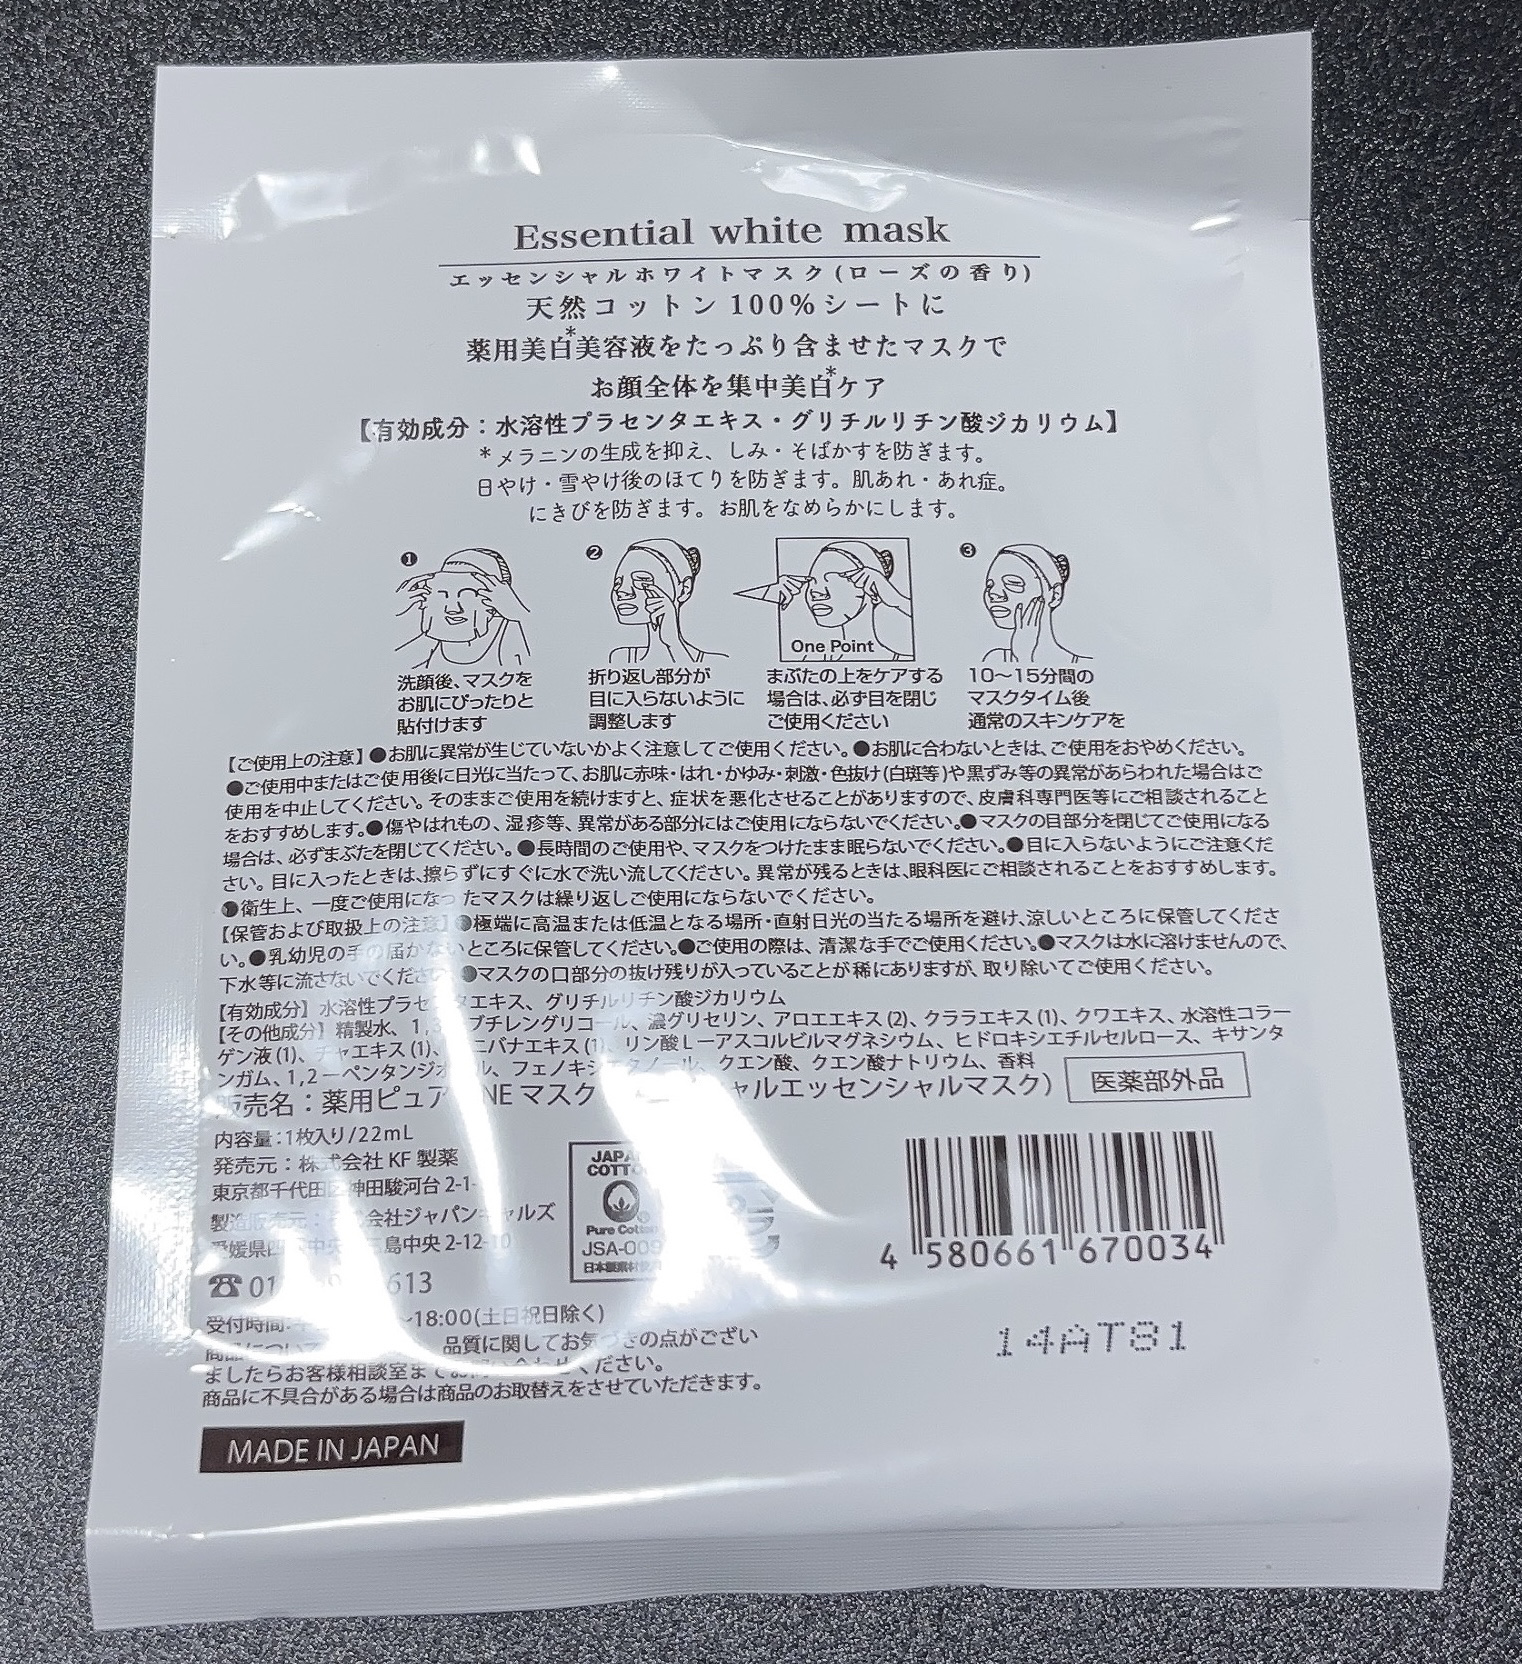 Essential white mask
エッセンシャルホワイトマスク(ローズの香り)
天然コットン100%シートに
薬用美白*美容液をたっぷり含ませたマスクで
お顔全体を集中美白*ケア
【有効成分:水溶性プラセンタエキス・グリチルリチン酸ジカリウム】
*メラニンの生成を抑え、しみ・そばかすを防ぎます。
日やけ・雪やけ後のほてりを防ぎます。肌あれ・あれ症。
にきびを防ぎます。お肌をなめらかにします。
❶
洗顔後、マスクを
お肌にぴったりと
貼付けます
❷
折り返し部分が
目に入らないように
調整します
One Point
まぶたの上をケアする
場合は、必ず目を閉じ
ご使用ください
❸
10〜15分間の
マスクタイム後
通常のスキンケアを
【ご使用上の注意】●お肌に異常が生じていないかよく注意してご使用ください。●お肌に合わないときは、ご使用をおやめください。
●ご使用中またはご使用後に日光に当たって、お肌に赤味・はれ・かゆみ・刺激・色抜け(白斑等)や黒ずみ等の異常があらわれた場合はご
使用を中止してください。そのままご使用を続けますと、症状を悪化させることがありますので、皮膚科専門医等にご相談されること
をおすすめします。●傷やはれもの、湿疹等、異常がある部分にはご使用にならないでください。●マスクの目部分を閉じてご使用になる
場合は、必ずまぶたを閉じてください。●長時間のご使用や、マスクをつけたまま眠らないでください。●目に入らないようにご注意くだ
さい。目に入ったときは、擦らずにすぐに水で洗い流してください。異常が残るときは、眼科医にご相談されることをおすすめします。
●衛生上、一度ご使用になったマスクは繰り返しご使用にならないでください。
【保管および取扱上の注意】●極端に高温または低温となる場所・直射日光の当たる場所を避け、涼しいところに保管してくださ
い。●乳幼児の手の届かないところに保管してください。●ご使用の際は、清潔な手でご使用ください。●マスクは水に溶けませんので、
下水等に流さないでくださ ●マスクの口部分の抜け残りが入っていることが稀にありますが、取り除いてご使用ください。
【有効成分】水溶性プラセンタエキス、グリチルリチン酸ジカリウム
【その他成分】精製水、1,3 ブチレングリコール、濃グリセリン、アロエエキス(2)、クララエキス(1)、クワエキス、水溶性コラー
ゲン液(1)、チャエキス(1)、 ニバナエキス(1)、リン酸L-アスコルビルマグネシウム、ヒドロキシエチルセルロース、キサンタ
ンガム、1,2-ペンタンジオール、フェノキシエタノール、クエン酸、クエン酸ナトリウム、香料
販売名:薬用ピュア NEマスク ャルエッセンシャルマスク)
医薬部外品
内容量:1枚入り/22mL
発売元:株式会社KF製薬
東京都千代田区神田駿河台2-1-
製造販売元: 会社ジャパンギャルズ
愛媛県四 中央 三島中央2-12-10
☎01 613
受付時間: 〜18:00(土日祝日除く)
商品について 品質に関してお気づきの点がござい
ましたらお客様相談室まで ください。
商品に不具合がある場合は商品のお取替えをさせていただきます。
JAPA
COTTO
Pure Cotton
JSA-009
日本製素材使用
4 580661 670034
14AT81
MADE IN JAPAN